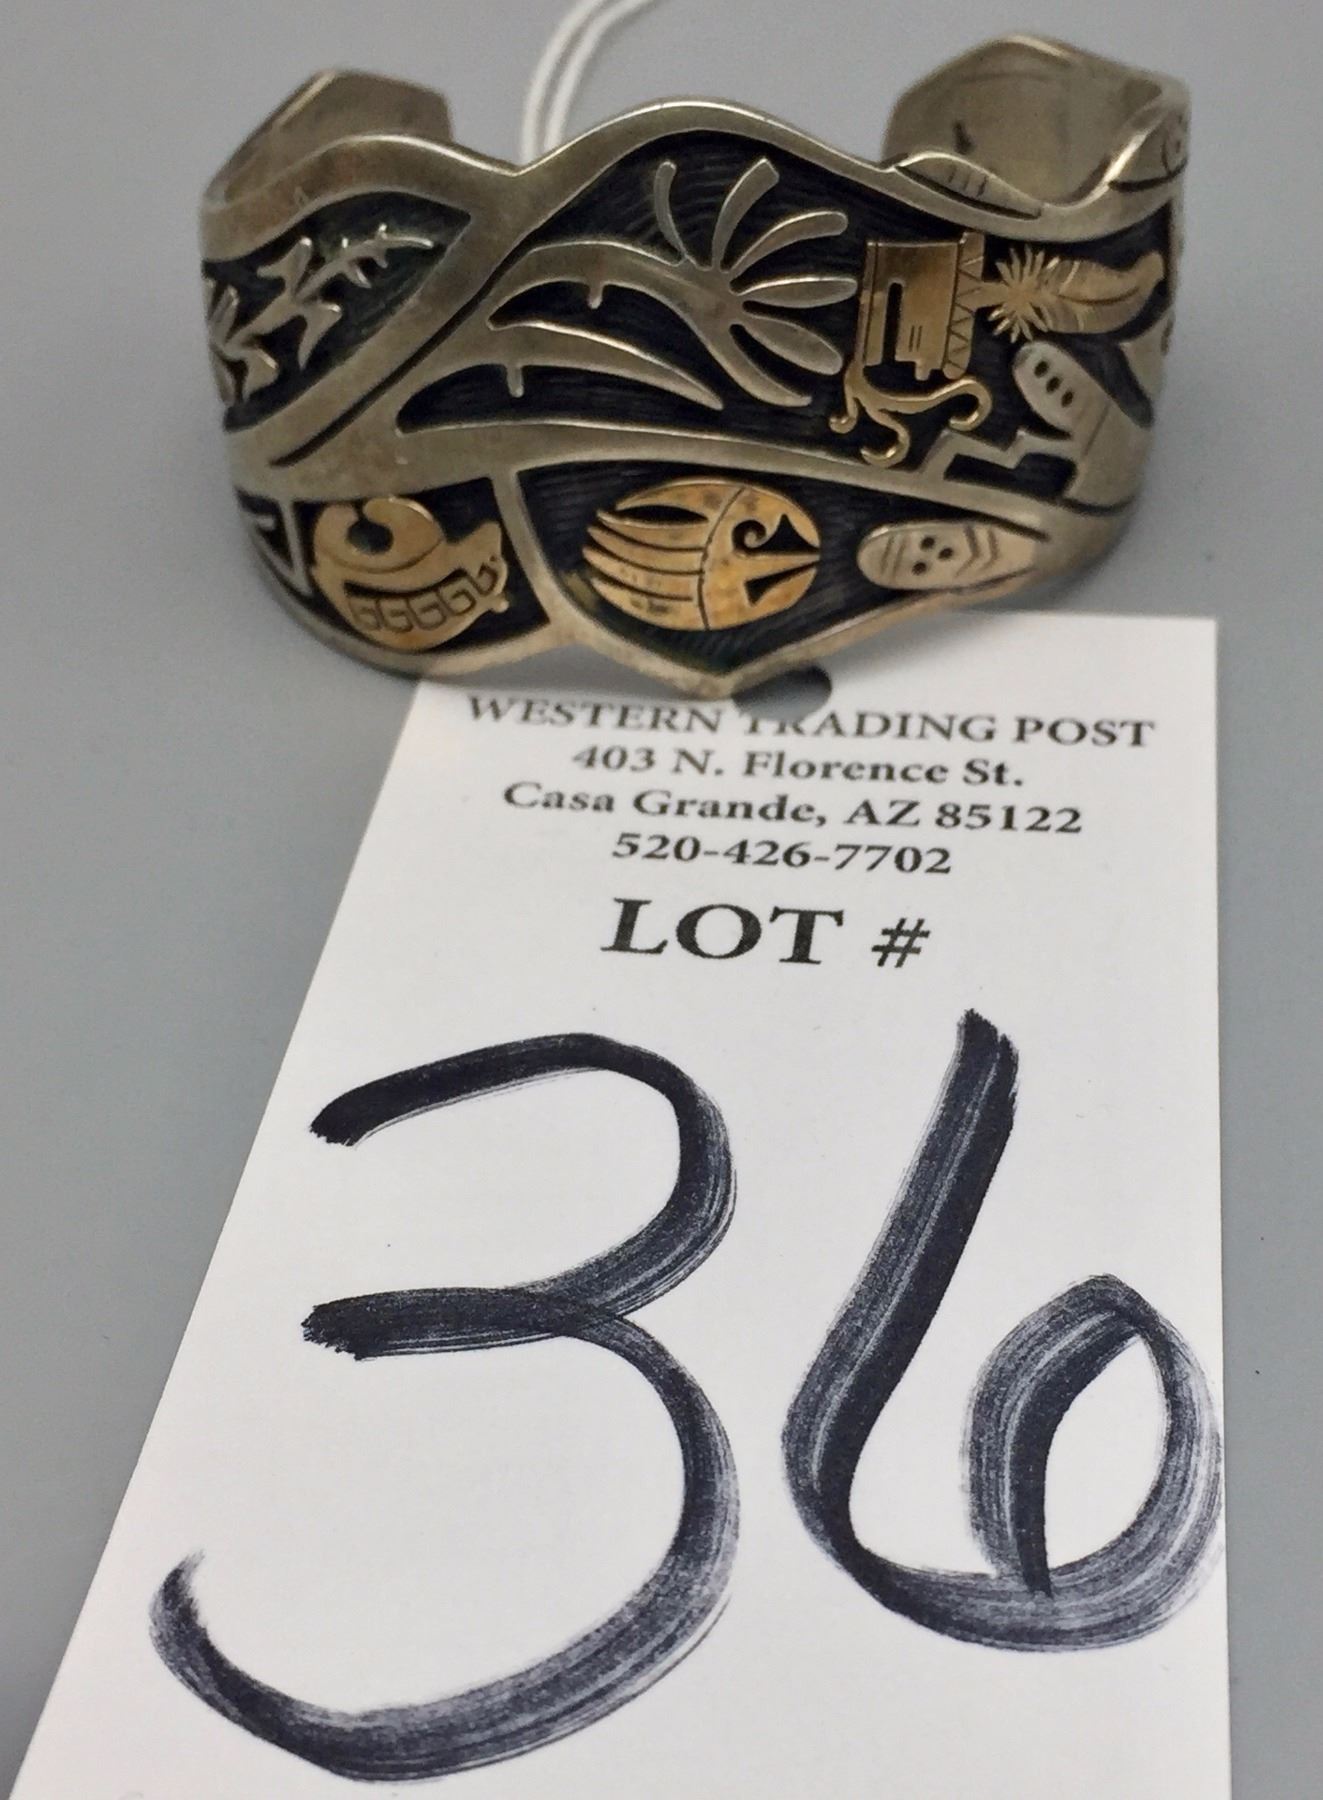 WESTERN TRADING POST
403 N. Florence St.
Casa Grande, AZ 85122
520-426-7702
LOT #
36